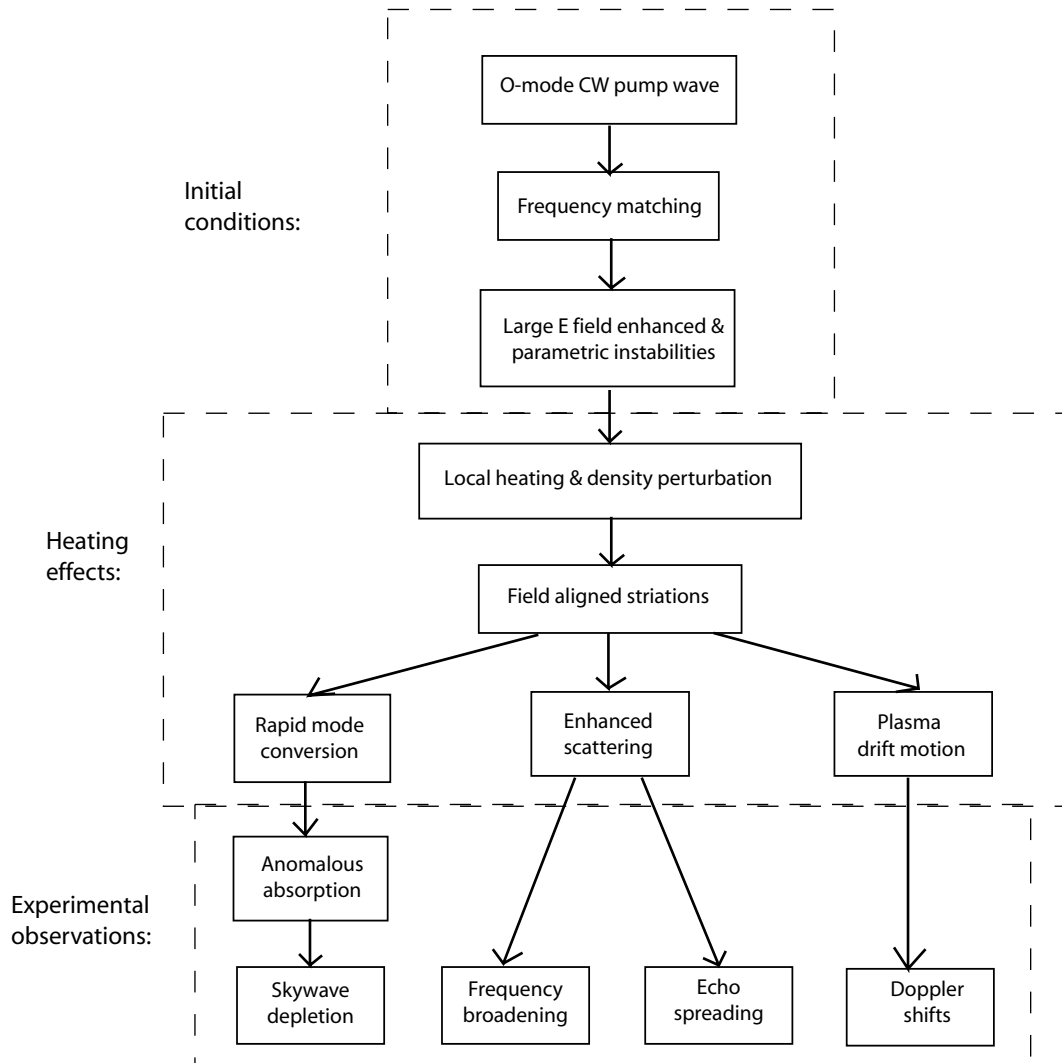 O-mode CW pump wave
Initial
conditions:
Frequency matching
Large E field enhanced &
parametric instabilities
Local heating & density perturbation
Heating
effects:
Field aligned striations
Rapid mode
conversion
Enhanced
scattering
Plasma
drift motion
Anomalous
absorption
Experimental
observations:
Skywave
depletion
Frequency
broadening
Echo
spreading
Doppler
shifts